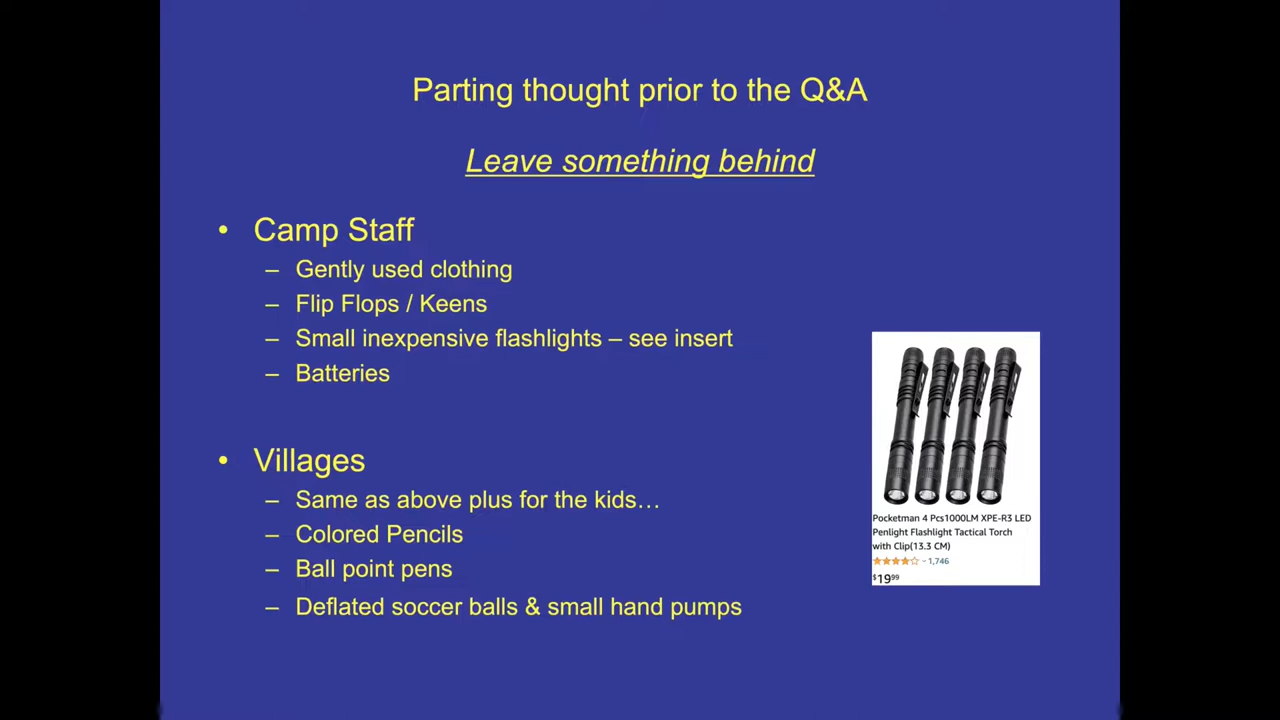 Parting thought prior to the Q&A
Leave something behind
• Camp Staff
– Gently used clothing
– Flip Flops / Keens
– Small inexpensive flashlights – see insert
– Batteries
• Villages
– Same as above plus for the kids…
– Colored Pencils
– Ball point pens
– Deflated soccer balls & small hand pumps
Pocketman 4 Pcs1000LM XPE-R3 LED
Penlight Flashlight Tactical Torch
with Clip(13.3 CM)
1,746
$19⁹⁹